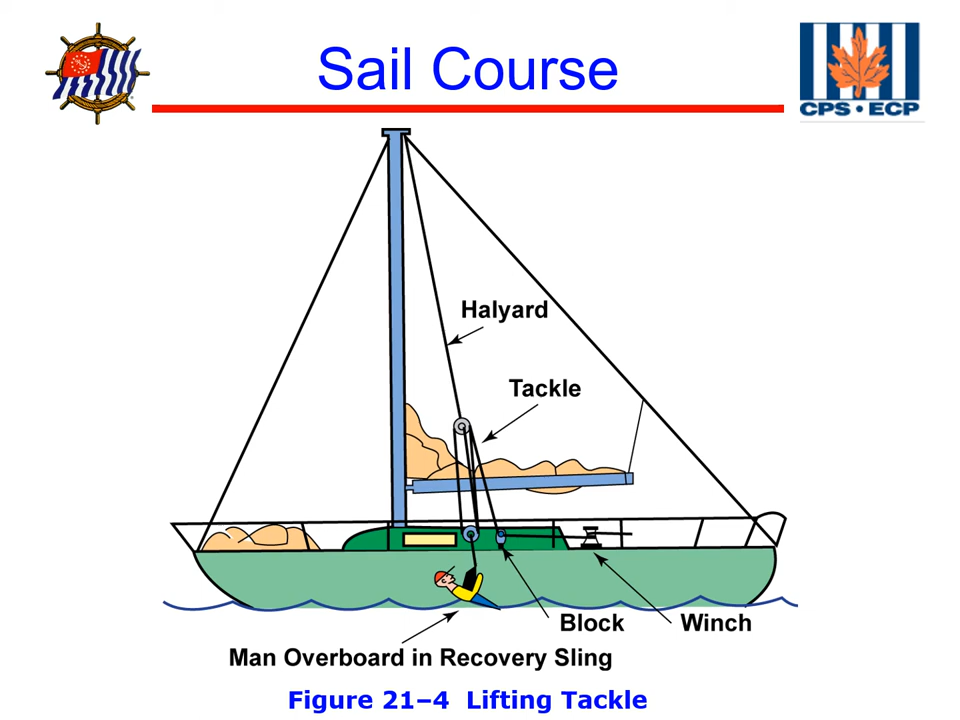 Sail Course
CPS • ECP
Halyard
Tackle
Block
Winch
Man Overboard in Recovery Sling
Figure 21–4 Lifting Tackle